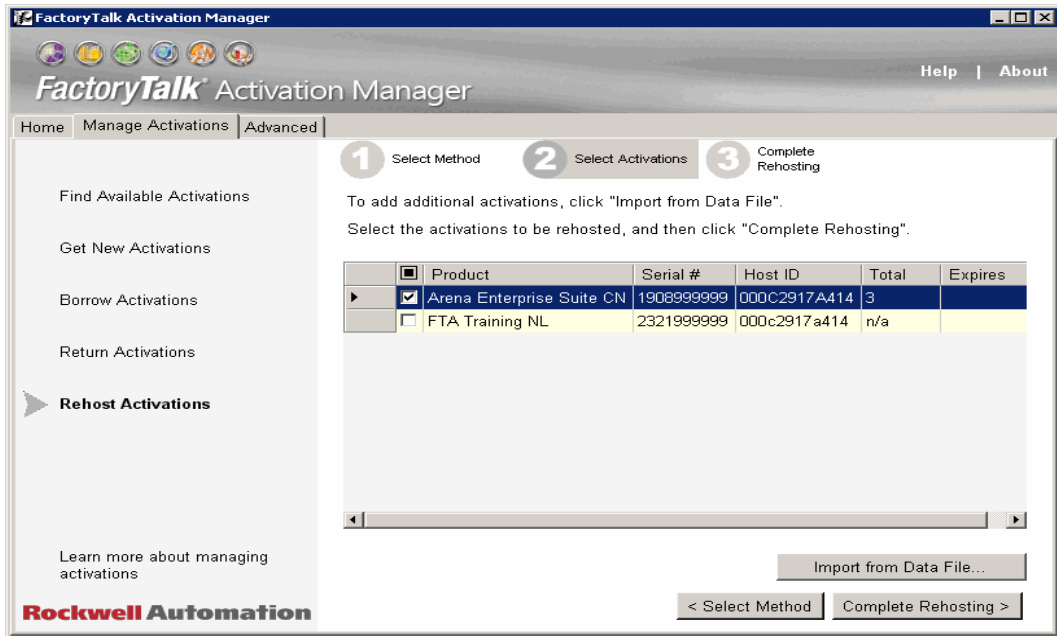 FactoryTalk Activation Manager
FactoryTalk Activation Manager
Help | About
Home Manage Activations Advanced
1 Select Method 2 Select Activations 3 Complete Rehosting
Find Available Activations
Get New Activations
Borrow Activations
Return Activations
Rehost Activations
To add additional activations, click "Import from Data File".
Select the activations to be rehosted, and then click "Complete Rehosting".
Product Serial # Host ID Total Expires
Arena Enterprise Suite CN 1908999999 000C2917A414 3
FTA Training NL 2321999999 000c2917a414 n/a
Learn more about managing
activations
Import from Data File...
Rockwell Automation
< Select Method Complete Rehosting >